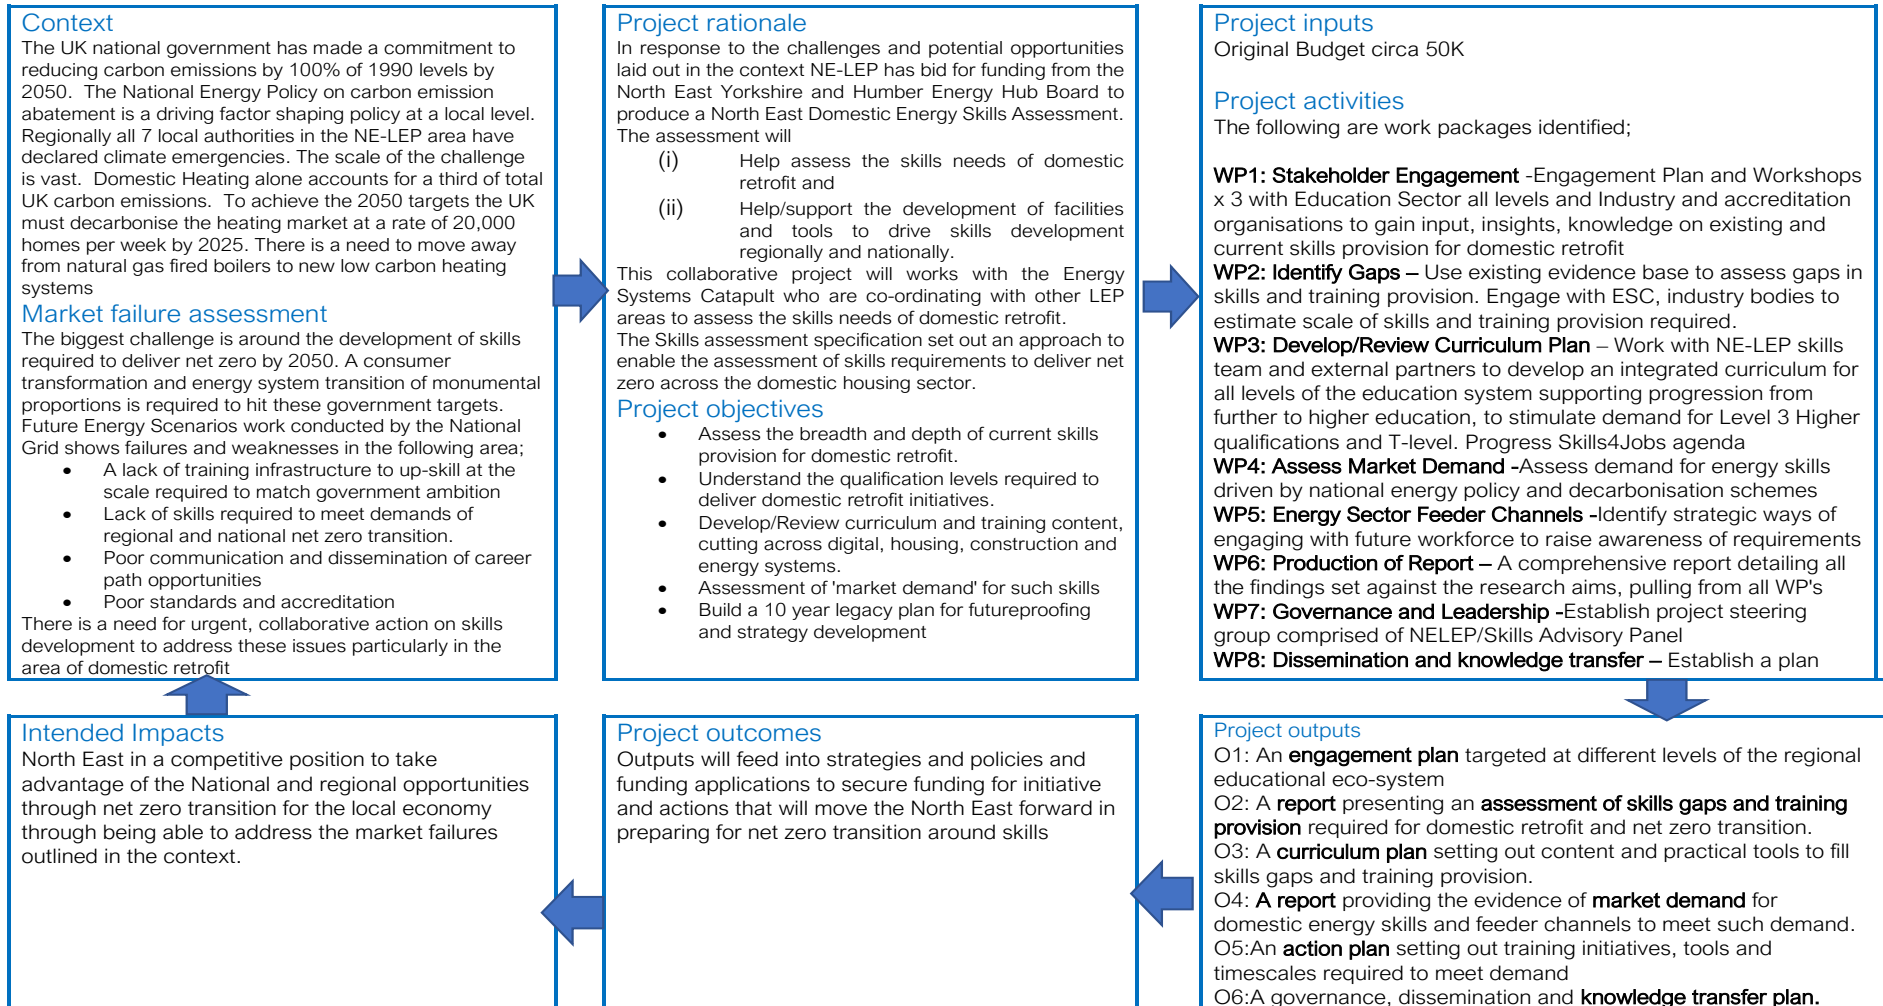 Context
The UK national government has made a commitment to
reducing carbon emissions by 100% of 1990 levels by
2050.  The National Energy Policy on carbon emission
abatement is a driving factor shaping policy at a local level.
Regionally all 7 local authorities in the NE-LEP area have
declared climate emergencies. The scale of the challenge
is vast.  Domestic Heating alone accounts for a third of total
UK carbon emissions.  To achieve the 2050 targets the UK
must decarbonise the heating market at a rate of 20,000
homes per week by 2025. There is a need to move away
from natural gas fired boilers to new low carbon heating
systems
Market failure assessment
The biggest challenge is around the development of skills
required to deliver net zero by 2050. A consumer
transformation and energy system transition of monumental
proportions is required to hit these government targets.
Future Energy Scenarios work conducted by the National
Grid shows failures and weaknesses in the following area;
• A lack of training infrastructure to up-skill at the
scale required to match government ambition
• Lack of skills required to meet demands of
regional and national net zero transition.
• Poor communication and dissemination of career
path opportunities
• Poor standards and accreditation
There is a need for urgent, collaborative action on skills
development to address these issues particularly in the
area of domestic retrofit
Project rationale
In response to the challenges and potential opportunities
laid out in the context NE-LEP has bid for funding from the
North East Yorkshire and Humber Energy Hub Board to
produce a North East Domestic Energy Skills Assessment.
The assessment will
(i) Help assess the skills needs of domestic
retrofit and
(ii) Help/support the development of facilities
and tools to drive skills development
regionally and nationally.
This collaborative project will works with the Energy
Systems Catapult who are co-ordinating with other LEP
areas to assess the skills needs of domestic retrofit.
The Skills assessment specification set out an approach to
enable the assessment of skills requirements to deliver net
zero across the domestic housing sector.
Project objectives
• Assess the breadth and depth of current skills
provision for domestic retrofit.
• Understand the qualification levels required to
deliver domestic retrofit initiatives.
• Develop/Review curriculum and training content,
cutting across digital, housing, construction and
energy systems.
• Assessment of 'market demand' for such skills
• Build a 10 year legacy plan for futureproofing
and strategy development
Project inputs
Original Budget circa 50K
Project activities
The following are work packages identified;
WP1: Stakeholder Engagement -Engagement Plan and Workshops
x 3 with Education Sector all levels and Industry and accreditation
organisations to gain input, insights, knowledge on existing and
current skills provision for domestic retrofit
WP2: Identify Gaps – Use existing evidence base to assess gaps in
skills and training provision. Engage with ESC, industry bodies to
estimate scale of skills and training provision required.
WP3: Develop/Review Curriculum Plan – Work with NE-LEP skills
team and external partners to develop an integrated curriculum for
all levels of the education system supporting progression from
further to higher education, to stimulate demand for Level 3 Higher
qualifications and T-level. Progress Skills4Jobs agenda
WP4: Assess Market Demand -Assess demand for energy skills
driven by national energy policy and decarbonisation schemes
WP5: Energy Sector Feeder Channels -Identify strategic ways of
engaging with future workforce to raise awareness of requirements
WP6: Production of Report – A comprehensive report detailing all
the findings set against the research aims, pulling from all WP's
WP7: Governance and Leadership -Establish project steering
group comprised of NELEP/Skills Advisory Panel
WP8: Dissemination and knowledge transfer – Establish a plan
Project outputs
O1: An engagement plan targeted at different levels of the regional
educational eco-system
O2: A report presenting an assessment of skills gaps and training
provision required for domestic retrofit and net zero transition.
O3: A curriculum plan setting out content and practical tools to fill
skills gaps and training provision.
O4: A report providing the evidence of market demand for
domestic energy skills and feeder channels to meet such demand.
O5:An action plan setting out training initiatives, tools and
timescales required to meet demand
O6:A governance, dissemination and knowledge transfer plan.
Project outcomes
Outputs will feed into strategies and policies and
funding applications to secure funding for initiative
and actions that will move the North East forward in
preparing for net zero transition around skills
Intended Impacts
North East in a competitive position to take
advantage of the National and regional opportunities
through net zero transition for the local economy
through being able to address the market failures
outlined in the context.